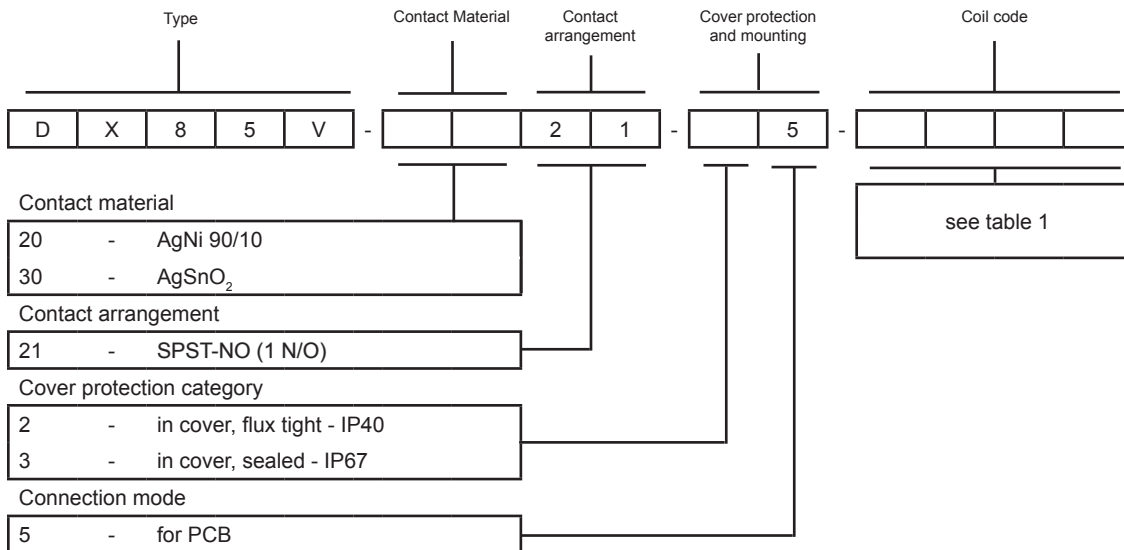 Type Contact Material Contact arrangement Cover protection and mounting Coil code
D X 8 5 V - 2 1 - 5 -
Contact material
20 - AgNi 90/10
30 - AgSnO₂
see table 1
Contact arrangement
21 - SPST-NO (1 N/O)
Cover protection category
2 - in cover, flux tight - IP40
3 - in cover, sealed - IP67
Connection mode
5 - for PCB